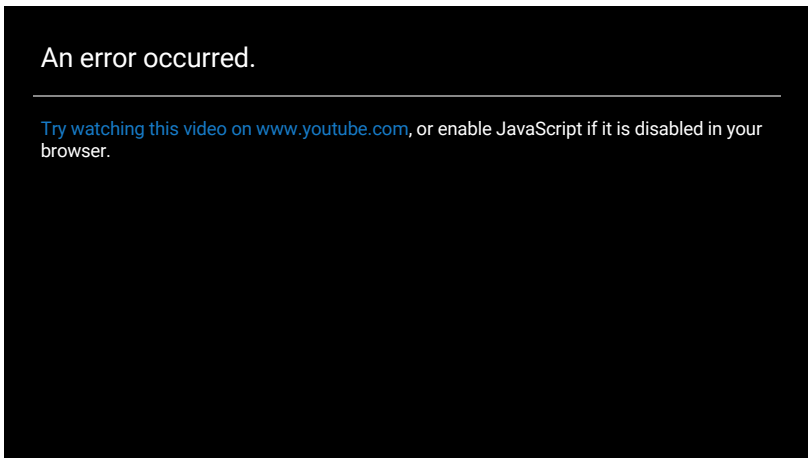 An error occurred.
Try watching this video on www.youtube.com, or enable JavaScript if it is disabled in your
browser.